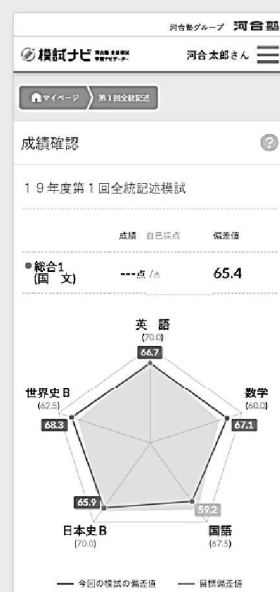 河合塾グループ 河合塾
模試ナビ
河合太郎さん
マイページ 第1回全統記述
成績確認 ?
19年度第1回全統記述模試
成績 自己採点 偏差値
総合1 ---点 /点 65.4
(国 文)
英 語
(70.0)
66.7
世界史B
(62.5)
68.3
数学
(60.0)
67.1
65.9
日本史B
(70.0)
59.2
国語
(67.5)
今回の模試の偏差値 目標偏差値